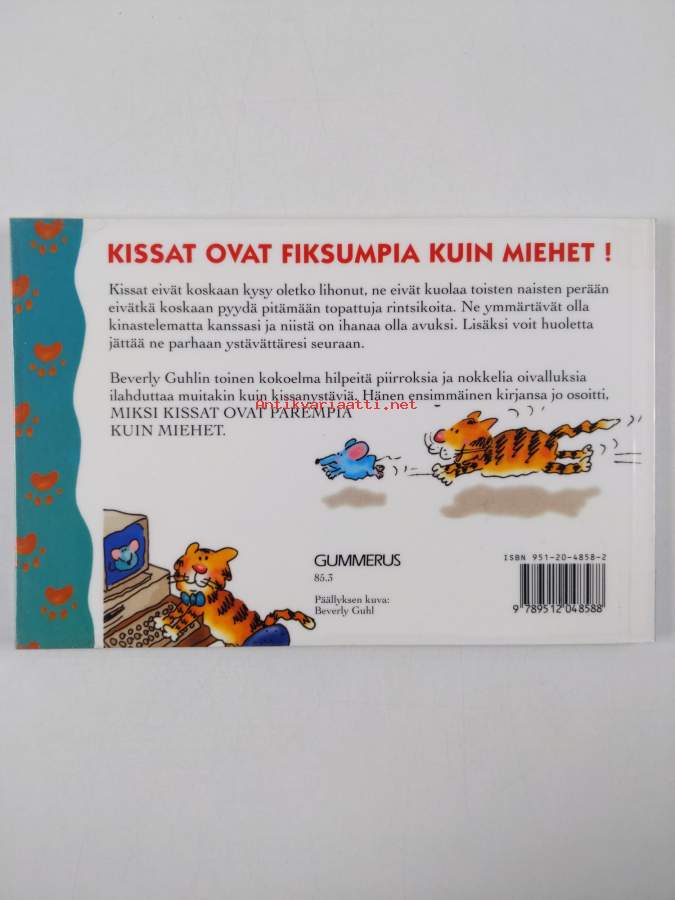 KISSAT OVAT FIKSUMPIA KUIN MIEHET !
Kissat eivät koskaan kysy oletko lihonut, ne eivät kuolaa toisten naisten perään
eivätkä koskaan pyydä pitämään topattuja rintsikoita. Ne ymmärtävät olla
kinastelematta kanssasi ja niistä on ihanaa olla avuksi. Lisäksi voit huoletta
jättää ne parhaan ystävättäresi seuraan.
Beverly Guhlin toinen kokoelma hilpeitä piirroksia ja nokkelia oivalluksia
ilahduttaa muitakin kuin kissanystäviä. Hänen ensimmäinen kirjansa jo osoitti,
Antikvariaatti.net
MIKSI KISSAT OVAT PAREMPIA
KUIN MIEHET.
GUMMERUS
85.3
Päällyksen kuva:
Beverly Guhl
ISBN 951-20-4858-2
9 789512 048588